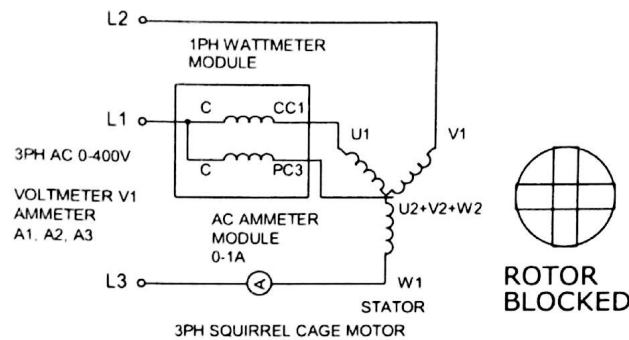 L2
1PH WATTMETER
MODULE
C CC1
L1
U1 V1
3PH AC 0-400V
C PC3
VOLTMETER V1
AMMETER
A1, A2, A3
U2+V2+W2
AC AMMETER
MODULE
0-1A
L3
A
W1
STATOR
ROTOR
BLOCKED
3PH SQUIRREL CAGE MOTOR